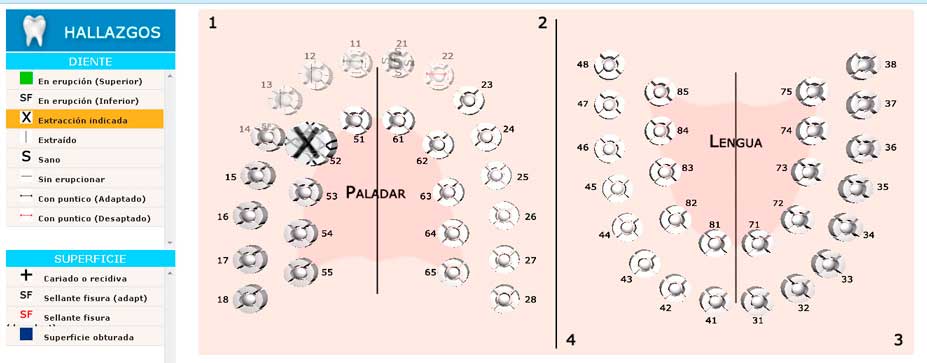 HALLAZGOS
DIENTE
En erupción (Superior)
SF En erupción (Inferior)
X Extracción indicada
Extraído
S Sano
Sin erupcionar
Con puntico (Adaptado)
Con puntico (Desaptado)
SUPERFICIE
Cariado o recidiva
SF Sellante fisura (adapt)
SF Sellante fisura
Superficie obturada
1 2
11 21
12 22
13 23
14 SF X 52 51 61 62 24
15 53 PALADAR 63 25
16 54 64 26
17 55 65 27
18 28
48 38
47 85 75 37
46 84 LENGUA 74 36
45 83 73 35
44 82 81 71 72 34
43 33
42 41 31 32
4 3